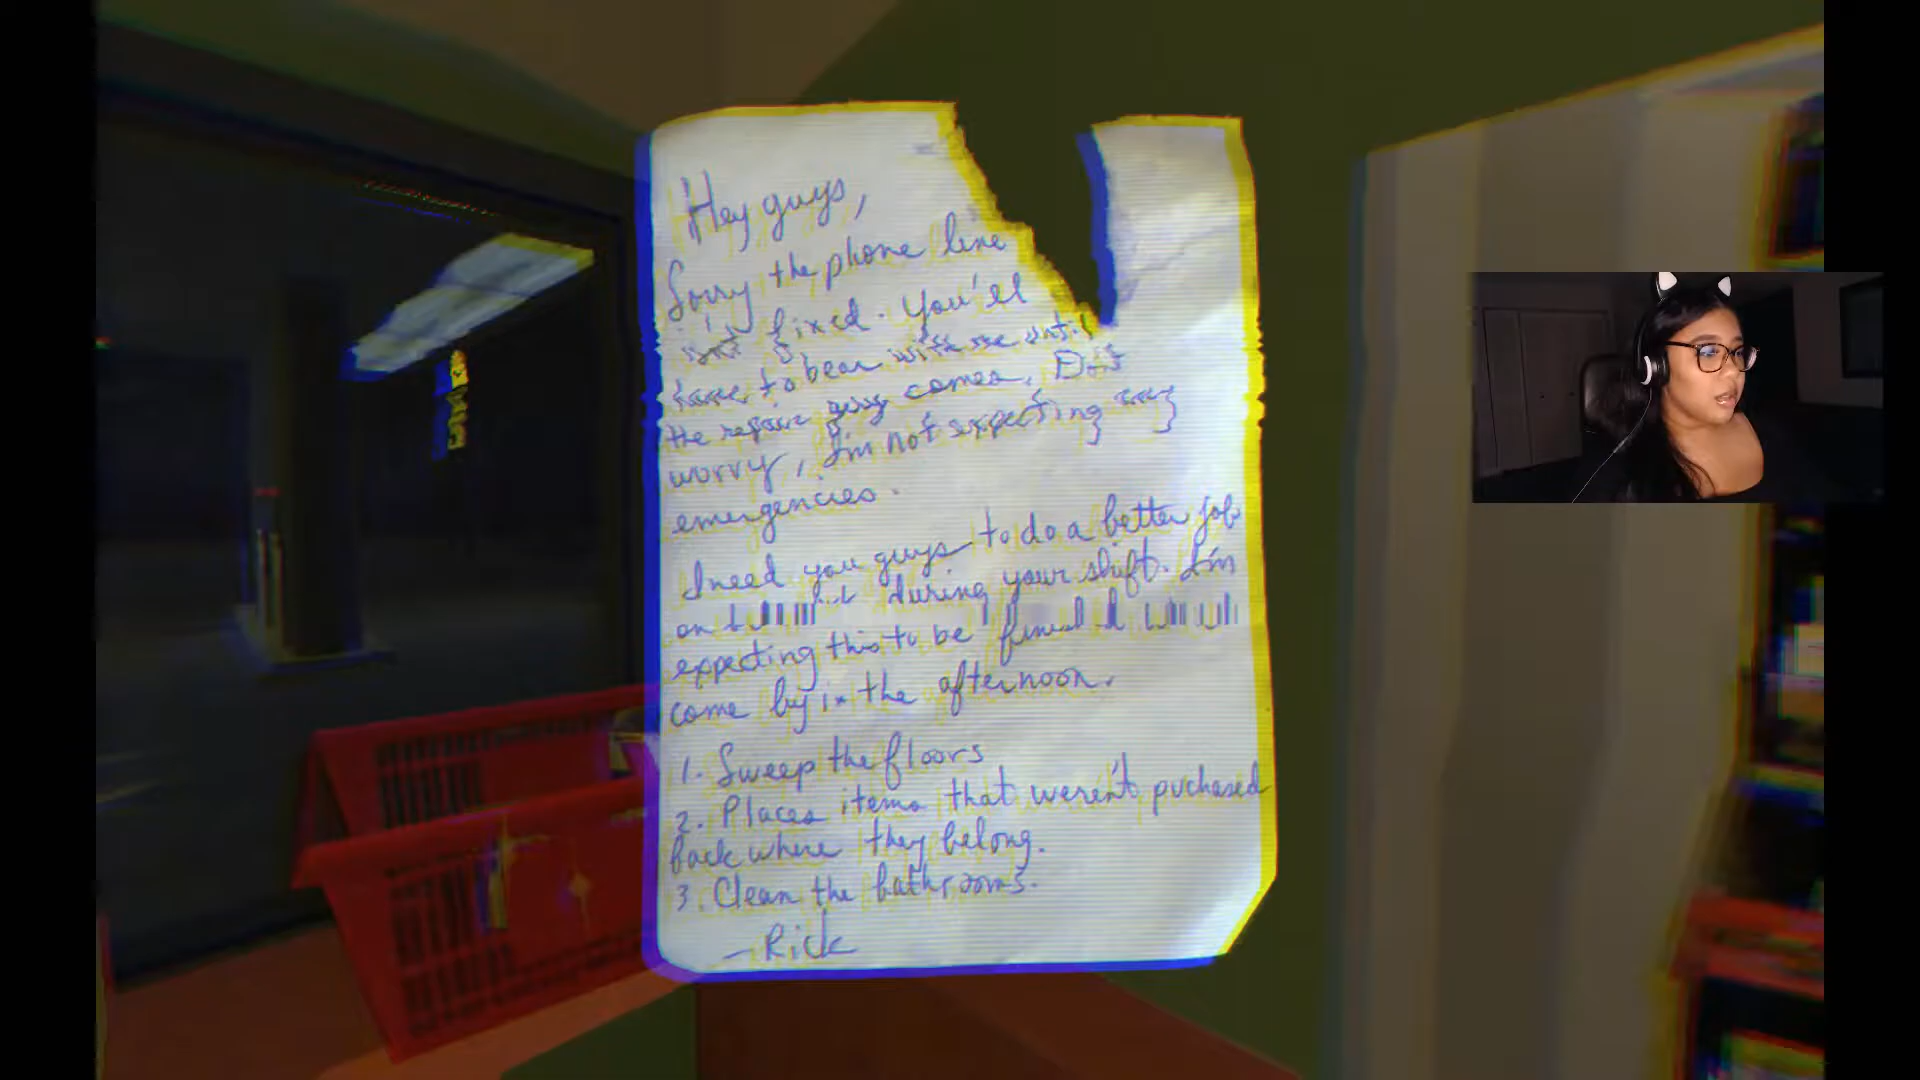 Hey guys,
Sorry the phone line
isn't fixed. You'll
have to bear with me until
the repair guy comes. Don't
worry, I'm not expecting any
emergencies.
I need you guys to do a better job
on during your shift. I'm
expecting this to be
come by in the afternoon.
1. Sweep the floors
2. Places items that weren't puchased
back where they belong.
3. Clean the bathrooms.
- Rick